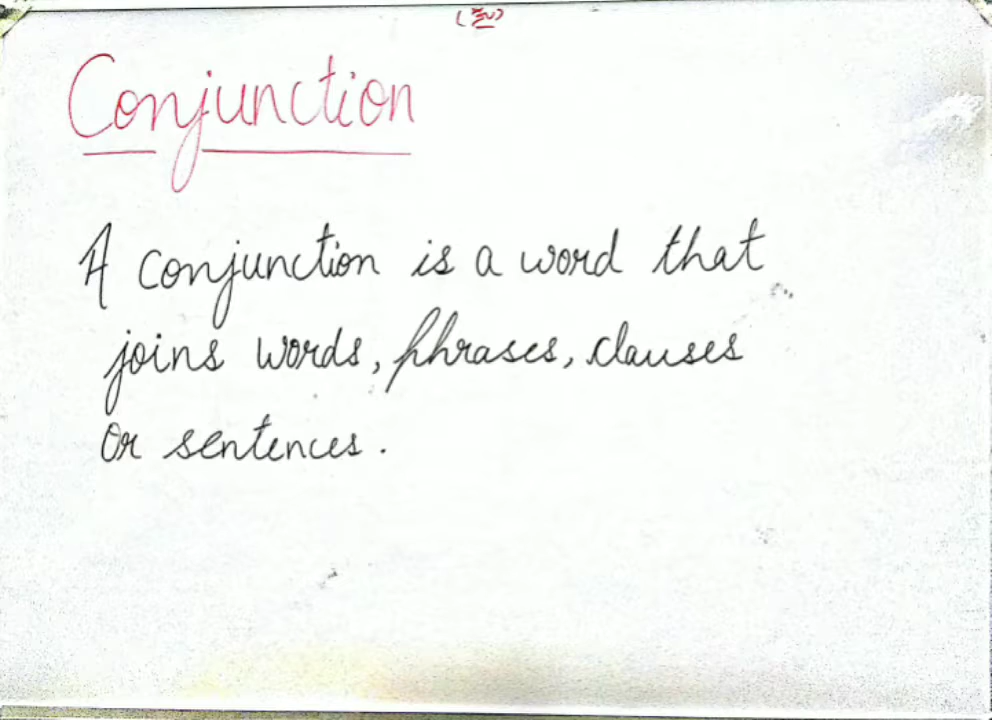 Conjunction
A conjunction is a word that
joins words, phrases, clauses
or sentences.